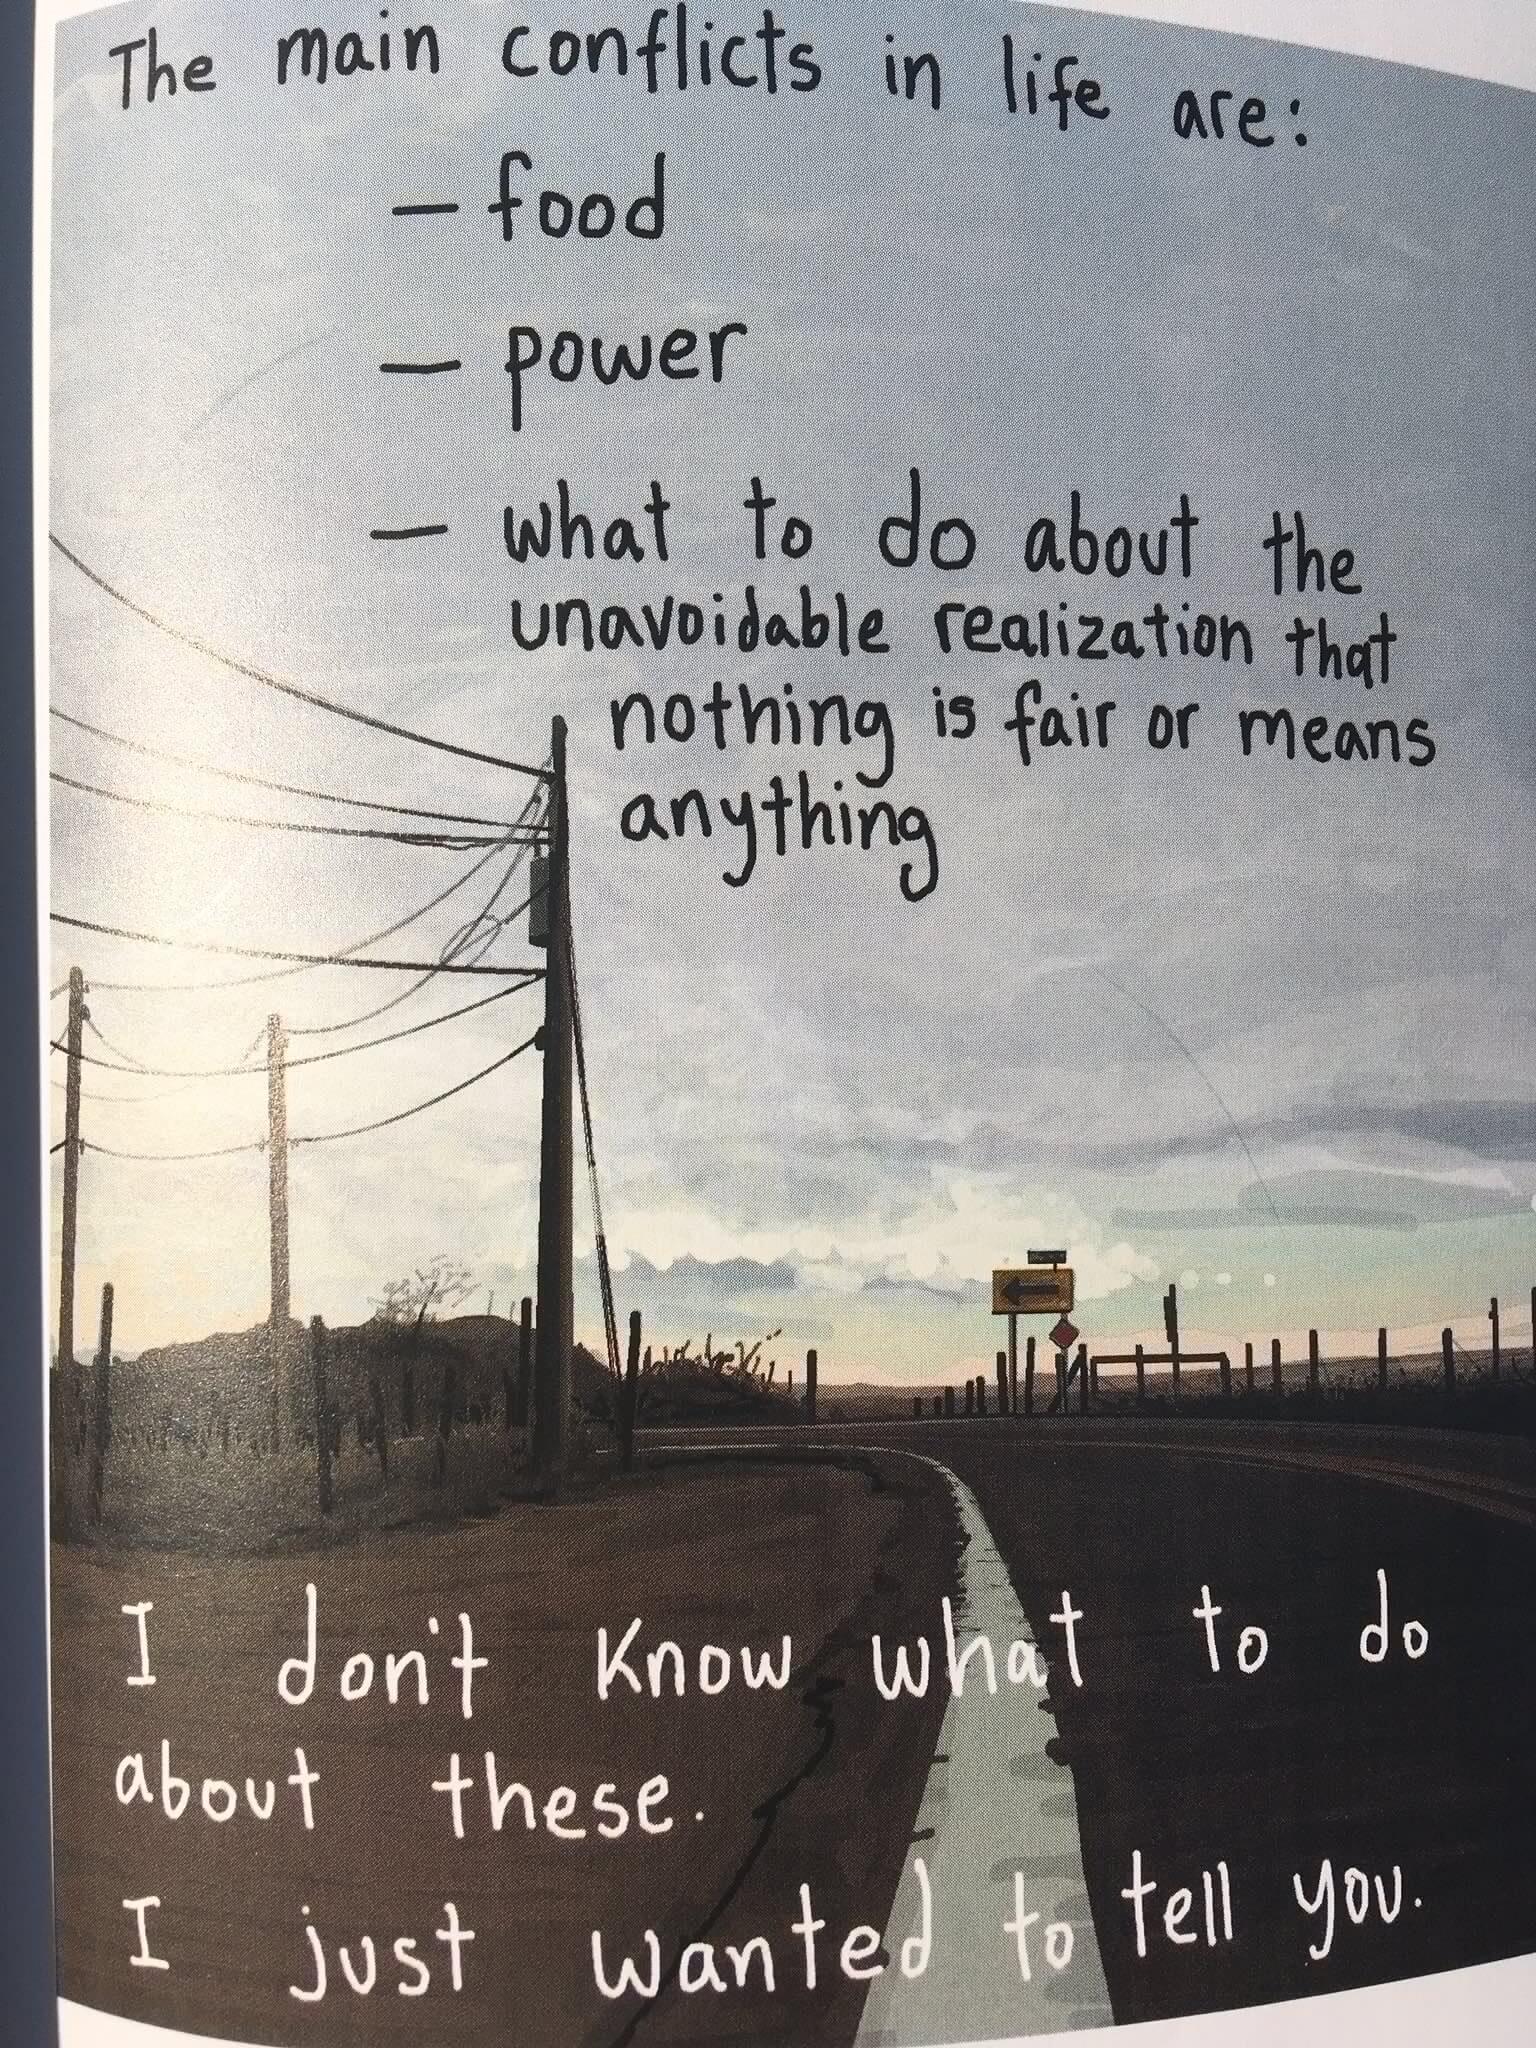 The main conflicts in life are:
— food
— power
— what to do about the
unavoidable realization that
nothing is fair or means
anything
I don't know what to do
about these.
I just wanted to tell you.